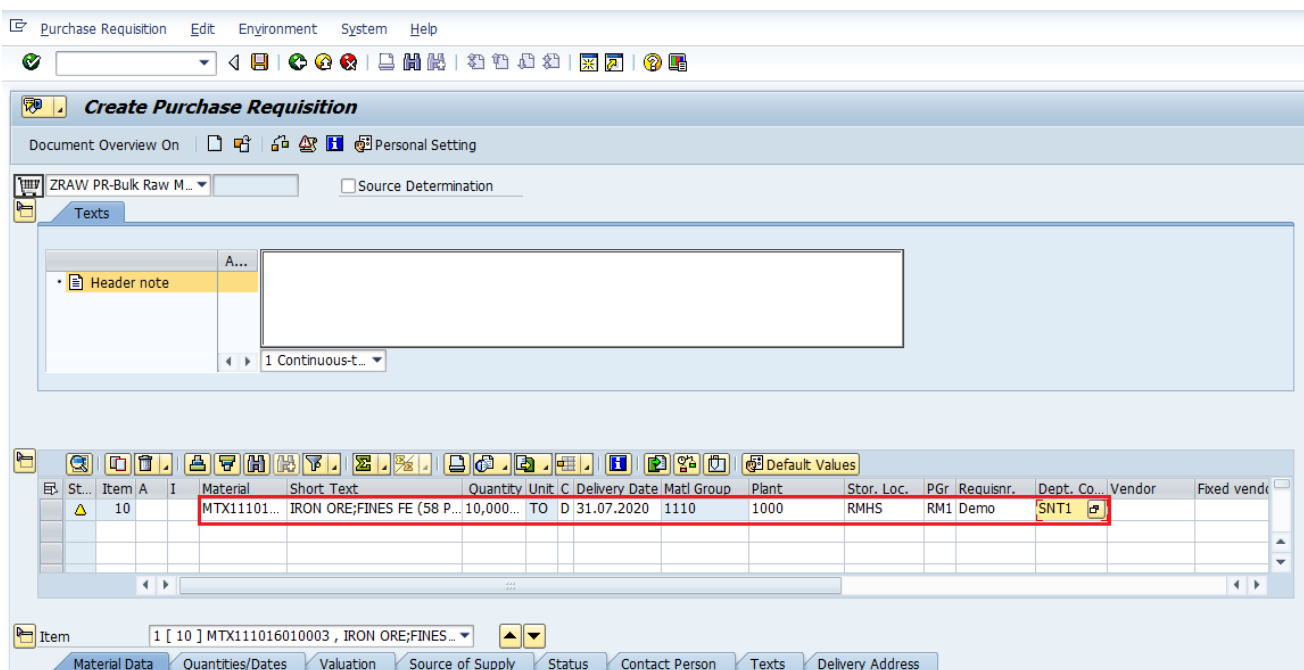 Purchase Requisition Edit Environment System Help
Create Purchase Requisition
Document Overview On Personal Setting
ZRAW PR-Bulk Raw M... Source Determination
Texts
A...
Header note
1 Continuous-t...
Default Values
St... Item A I Material Short Text Quantity Unit C Delivery Date Matl Group Plant Stor. Loc. PGr Requisnr. Dept. Co... Vendor Fixed vendo
10 MTX11101... IRON ORE;FINES FE (58 P... 10,000... TO D 31.07.2020 1110 1000 RMHS RM1 Demo SNT1
Item 1 [ 10 ] MTX111016010003 , IRON ORE;FINES...
Material Data Quantities/Dates Valuation Source of Supply Status Contact Person Texts Delivery Address